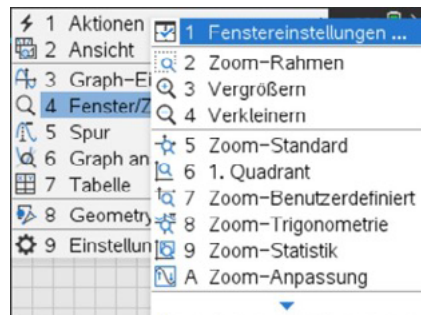 1 Aktionen
2 Ansicht
3 Graph-Ei
4 Fenster/Z
5 Spur
6 Graph an
7 Tabelle
8 Geometry
9 Einstellun
1 Fenstereinstellungen ...
2 Zoom-Rahmen
3 Vergrößern
4 Verkleinern
5 Zoom-Standard
6 1. Quadrant
7 Zoom-Benutzerdefiniert
8 Zoom-Trigonometrie
9 Zoom-Statistik
A Zoom-Anpassung